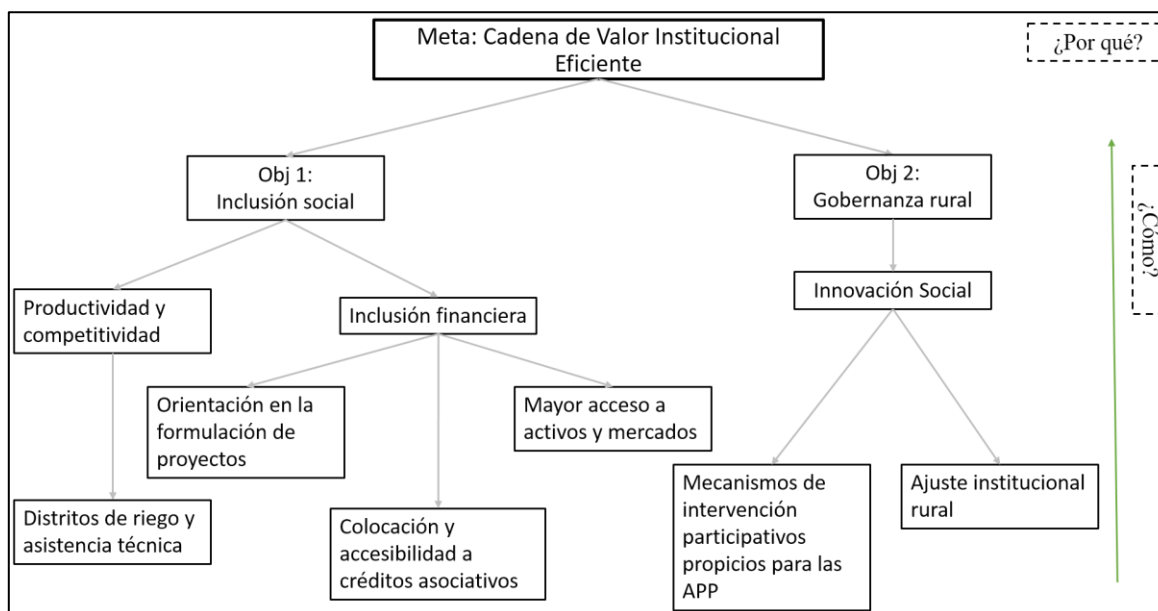 Meta: Cadena de Valor Institucional
Eficiente
¿Por qué?
Obj 1:
Inclusión social
Obj 2:
Gobernanza rural
¿Cómo?
Productividad y
competitividad
Inclusión financiera
Innovación Social
Orientación en la
formulación de
proyectos
Mayor acceso a
activos y mercados
Distritos de riego y
asistencia técnica
Colocación y
accesibilidad a
créditos asociativos
Mecanismos de
intervención
participativos
propicios para las
APP
Ajuste institucional
rural